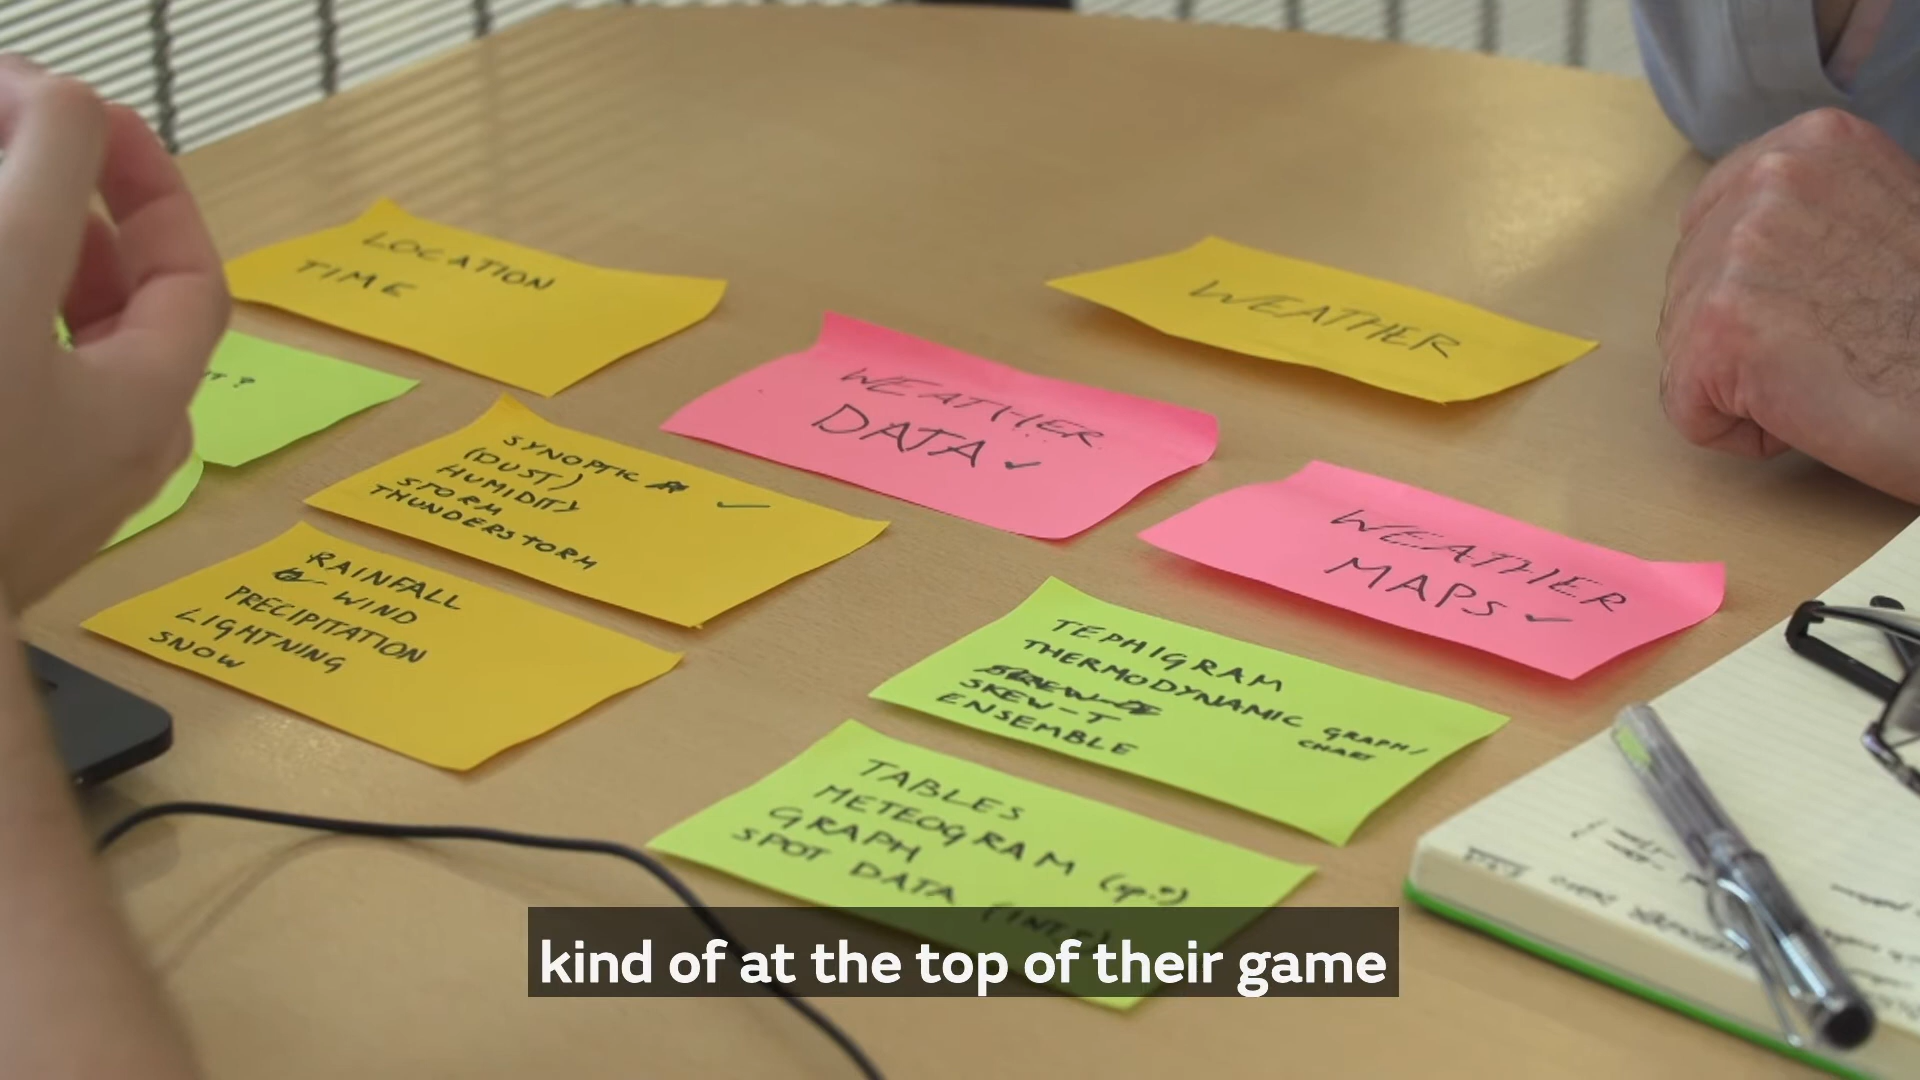 LOCATION
TIME
WEATHER
WEATHER
DATA ✓
SYNOPTIC ✓
(DUST)
HUMIDITY
STORM
THUNDERSTORM
WEATHER
MAPS ✓
RAINFALL
WIND
PRECIPITATION
LIGHTNING
SNOW
TEPHIGRAM
THERMODYNAMIC GRAPH/
CHART
SKEW-T
ENSEMBLE
TABLES
METEOGRAM (sp.?)
GRAPH
SPOT DATA
kind of at the top of their game